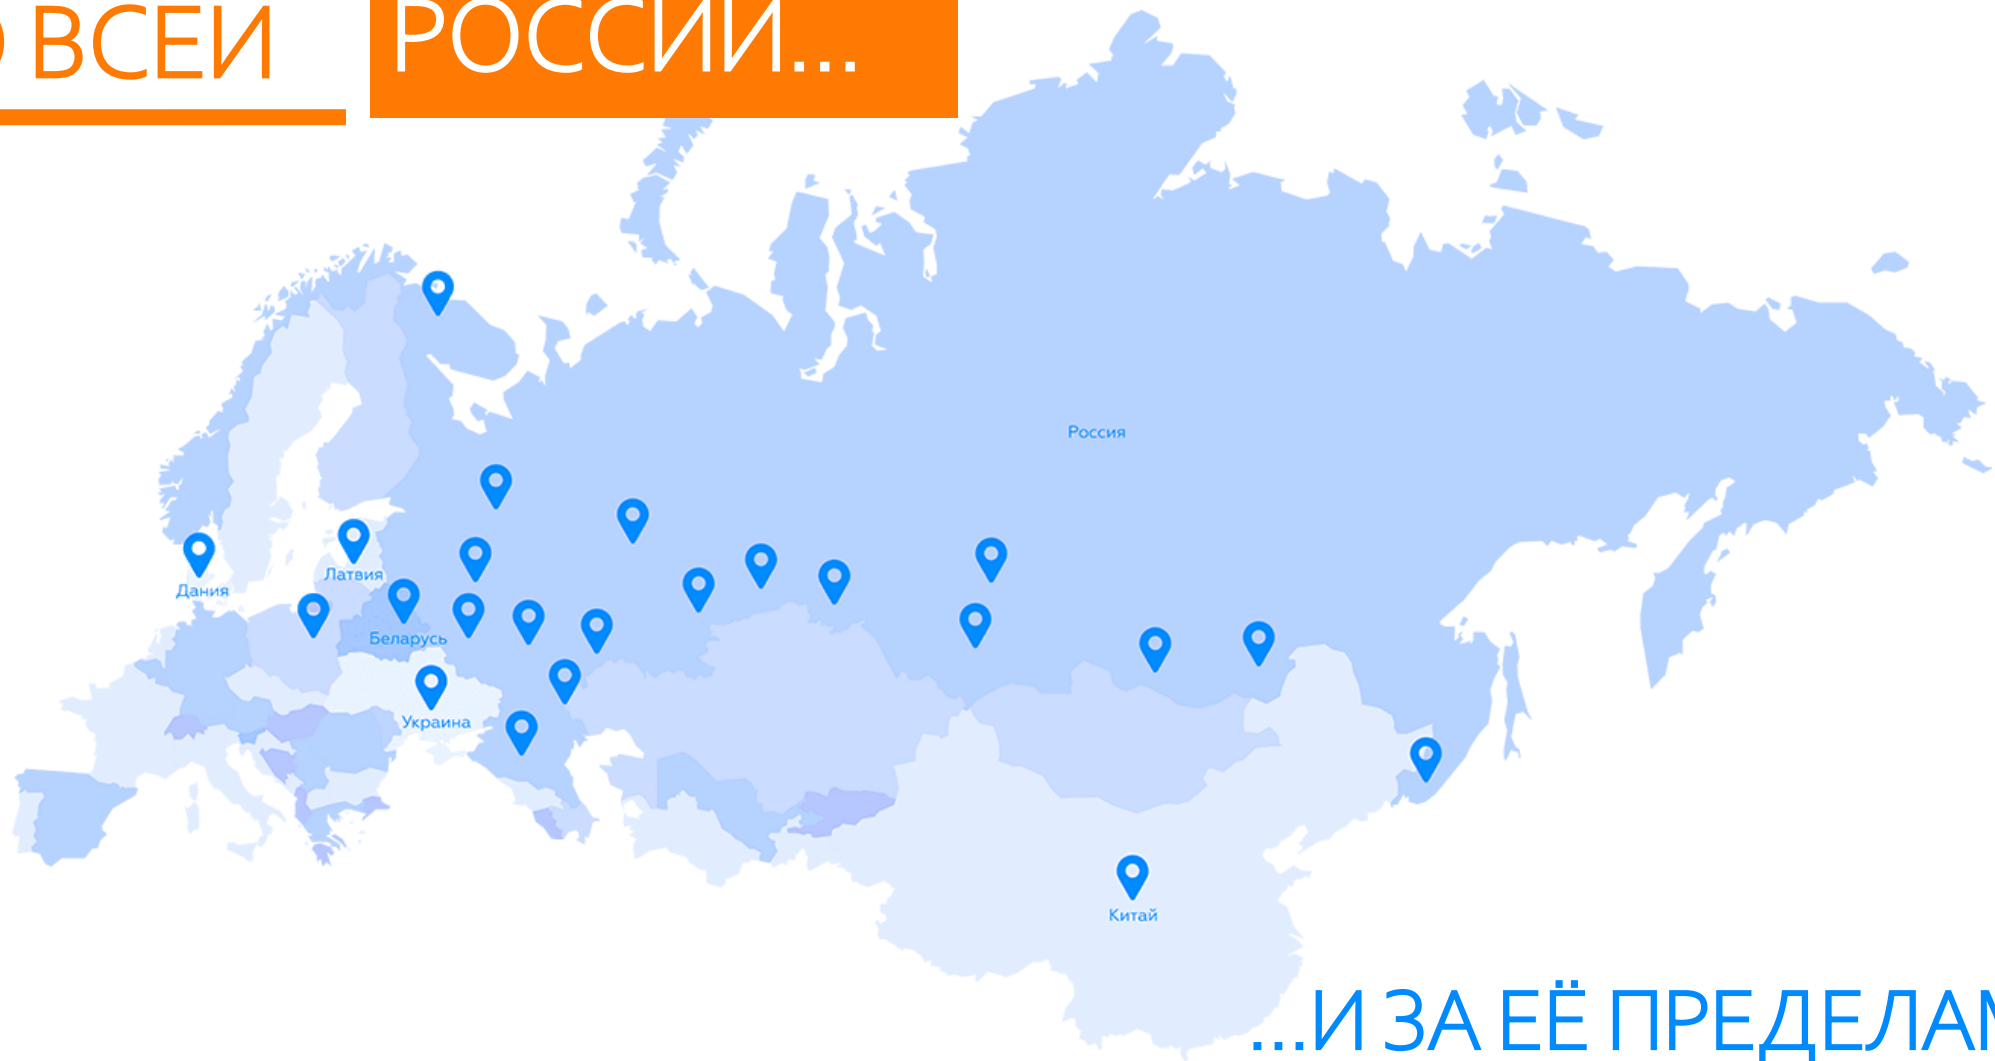 ВСЕЙ
РОССИИ...
Россия
Латвия
Дания
Беларусь
Украина
Китай
...И ЗА ЕЁ ПРЕДЕЛАМ